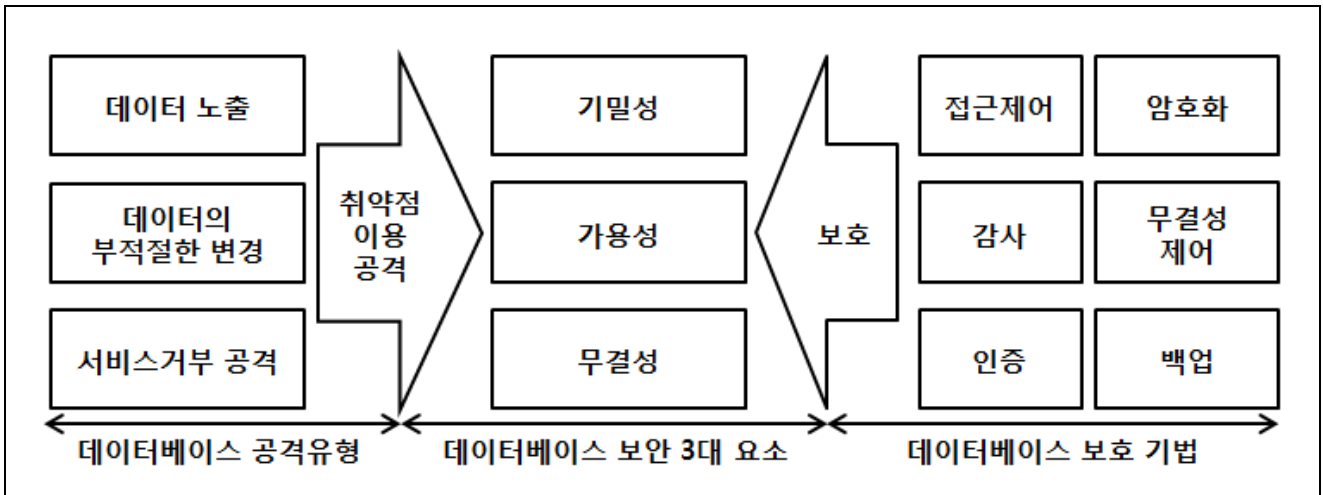 데이터 노출
데이터의
부적절한 변경
서비스거부 공격
취약점
이용
공격
기밀성
가용성
무결성
보호
접근제어
암호화
감사
무결성
제어
인증
백업
데이터베이스 공격유형
데이터베이스 보안 3대 요소
데이터베이스 보호 기법